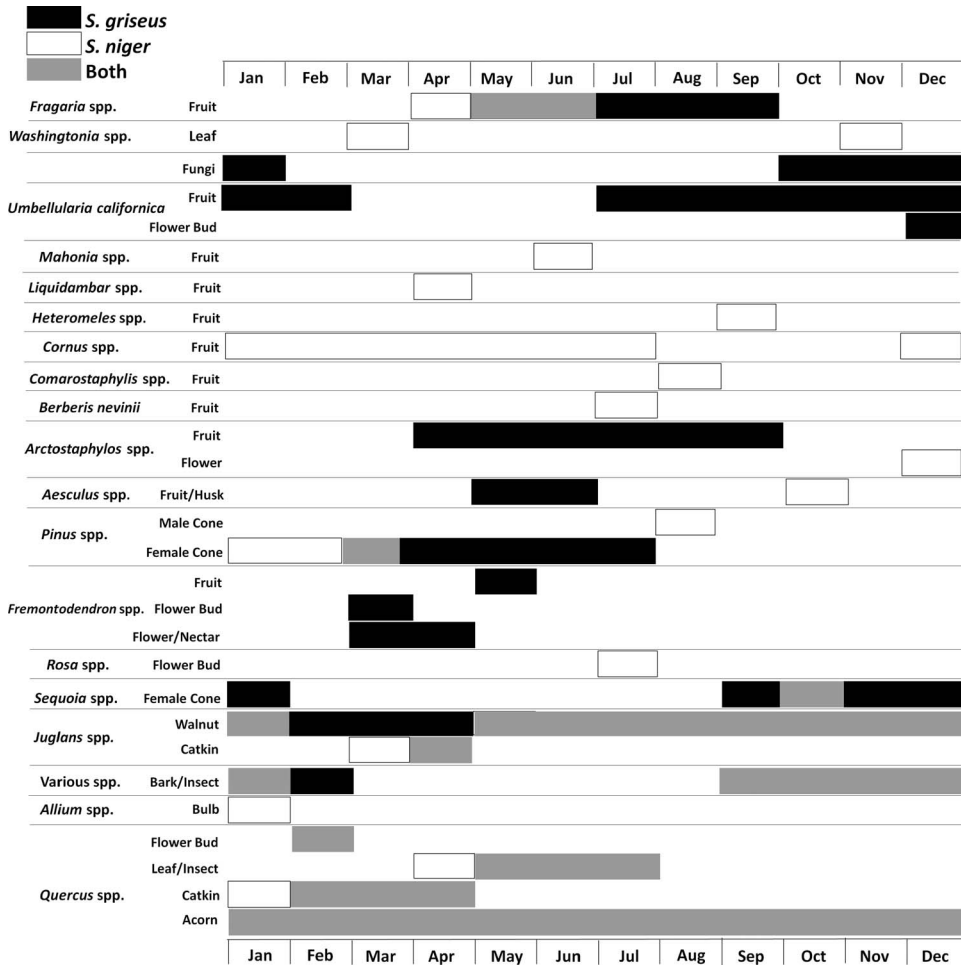 S. griseus
S. niger
Both
Jan Feb Mar Apr May Jun Jul Aug Sep Oct Nov Dec
Fragaria spp. Fruit
Washingtonia spp. Leaf
Fungi
Fruit
Umbellularia californica
Flower Bud
Mahonia spp. Fruit
Liquidambar spp. Fruit
Heteromeles spp. Fruit
Cornus spp. Fruit
Comarostaphylis spp. Fruit
Berberis nevinii Fruit
Fruit
Arctostaphylos spp.
Flower
Aesculus spp. Fruit/Husk
Male Cone
Pinus spp.
Female Cone
Fruit
Fremontodendron spp. Flower Bud
Flower/Nectar
Rosa spp. Flower Bud
Sequoia spp. Female Cone
Walnut
Juglans spp.
Catkin
Various spp. Bark/Insect
Allium spp. Bulb
Flower Bud
Leaf/Insect
Quercus spp. Catkin
Acorn
Jan Feb Mar Apr May Jun Jul Aug Sep Oct Nov Dec